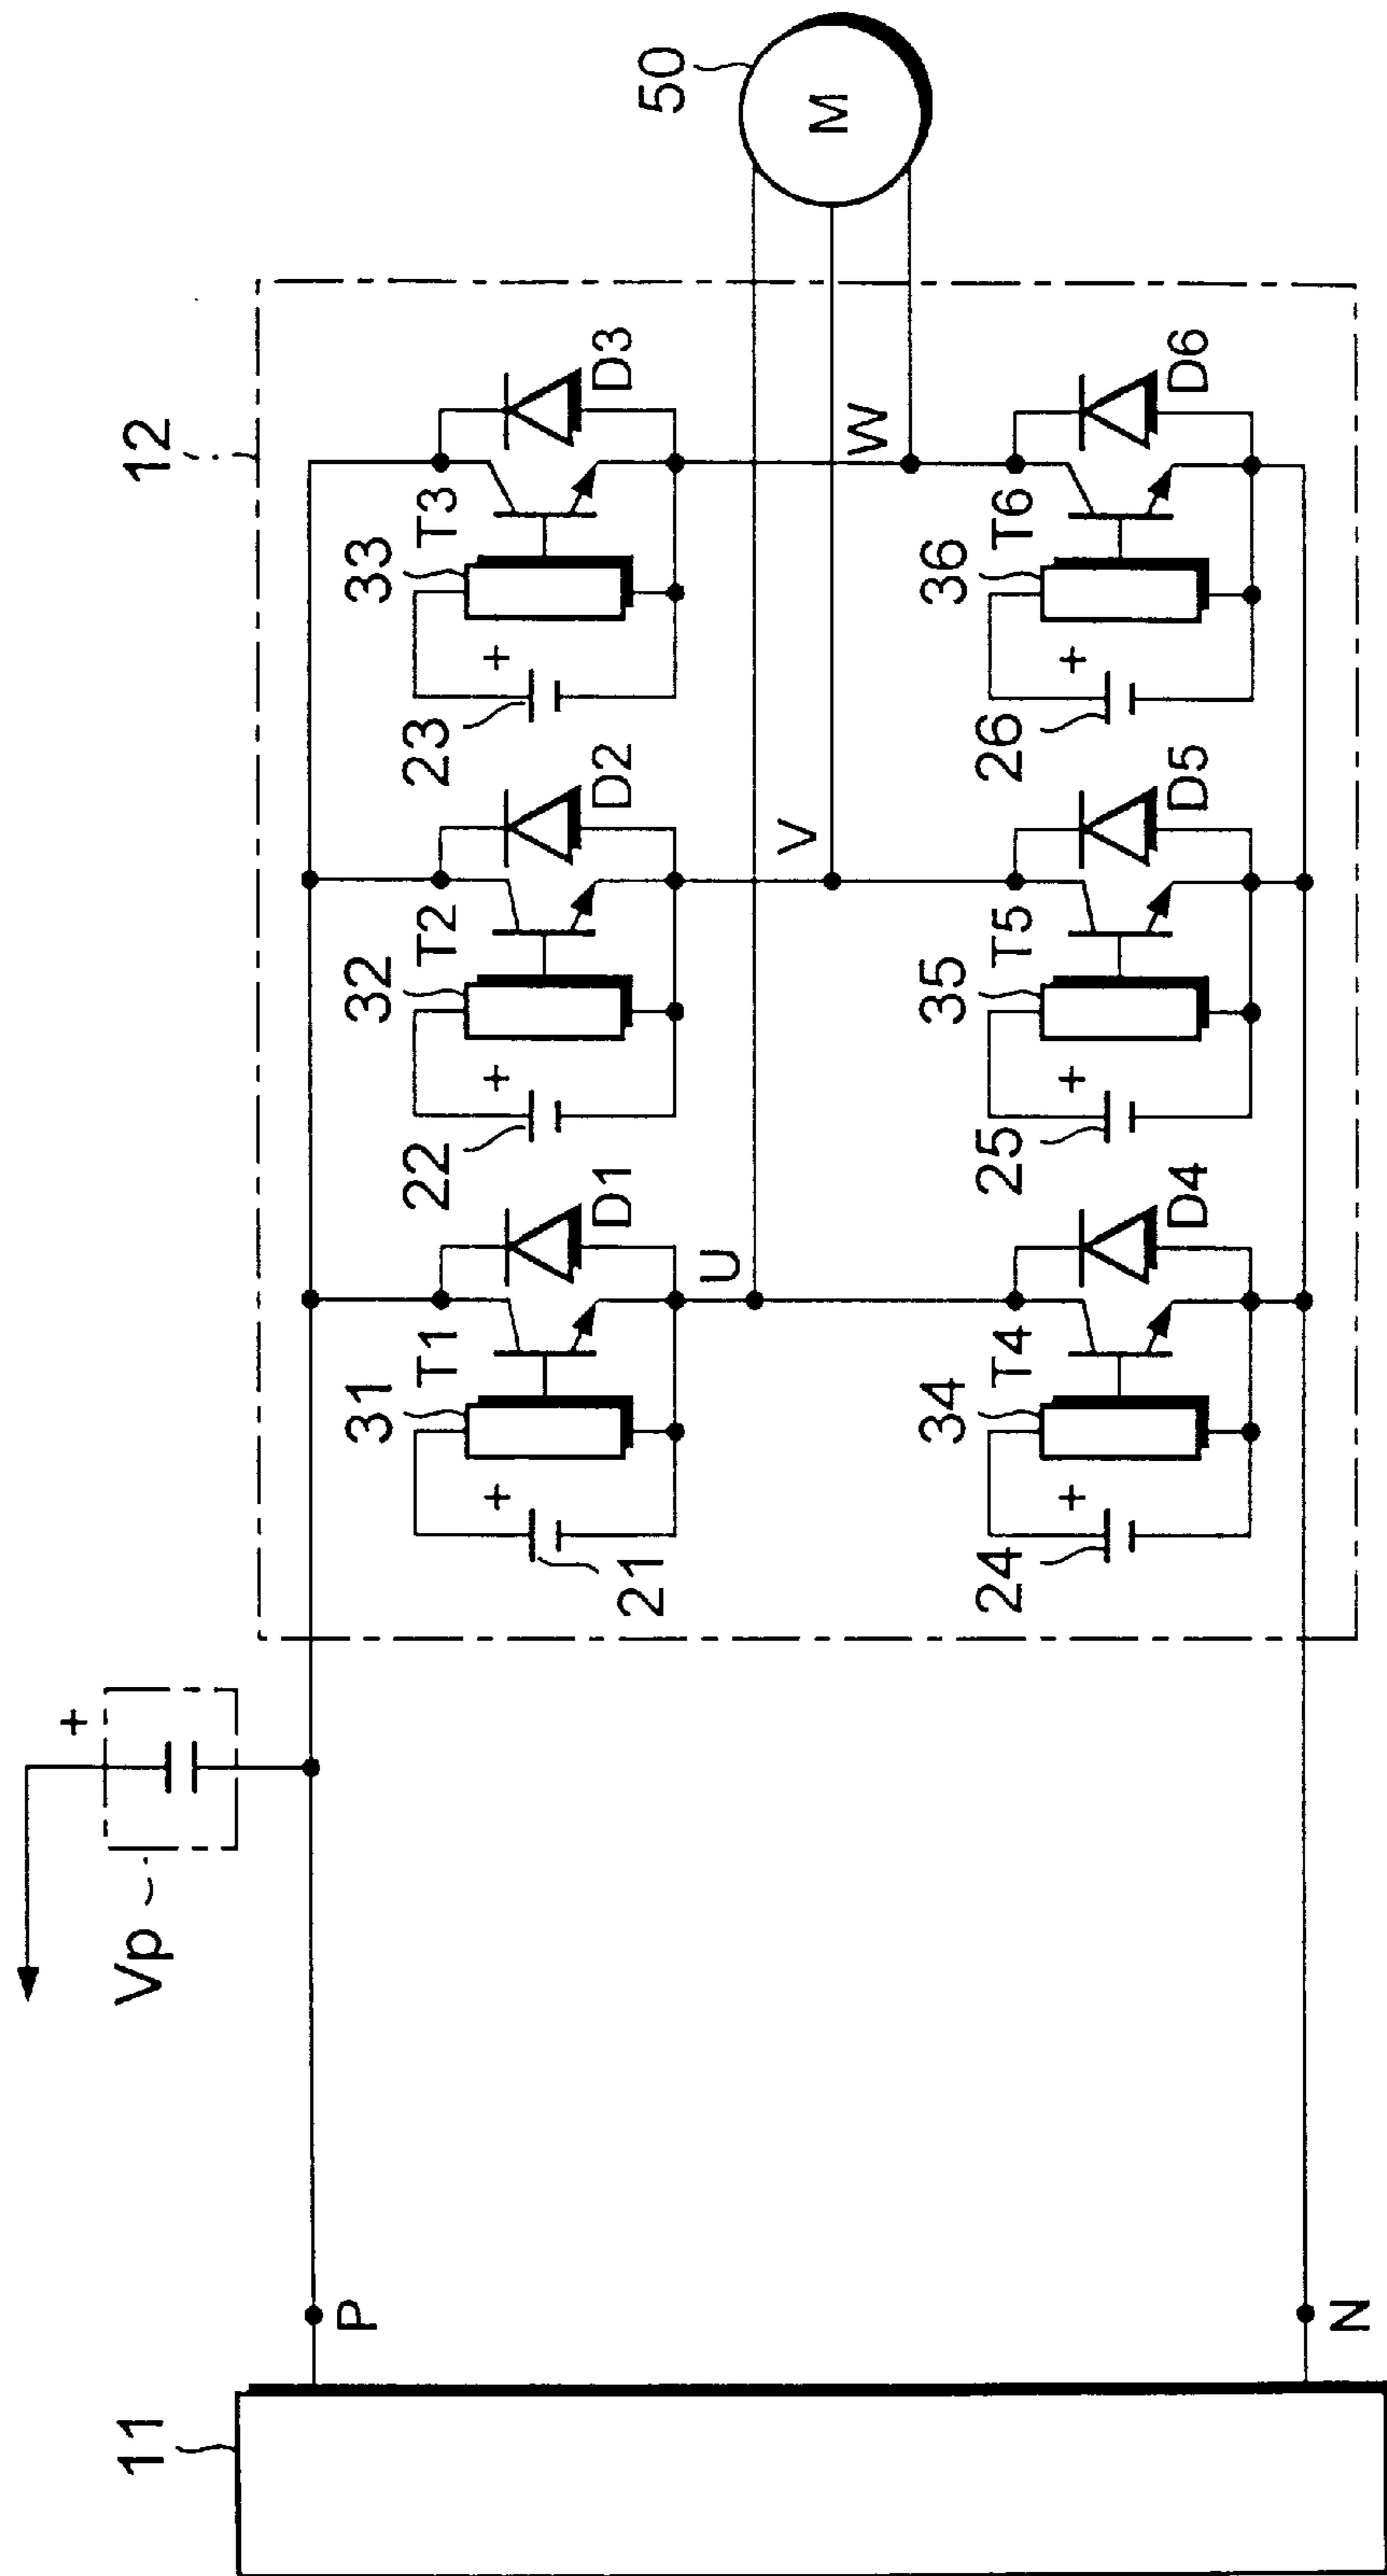 11
P
N
Vp
+
12
31
T1
+
21
D1
U
32
T2
+
22
D2
V
33
T3
+
23
D3
W
34
T4
+
24
D4
35
T5
+
25
D5
36
T6
+
26
D6
50
M